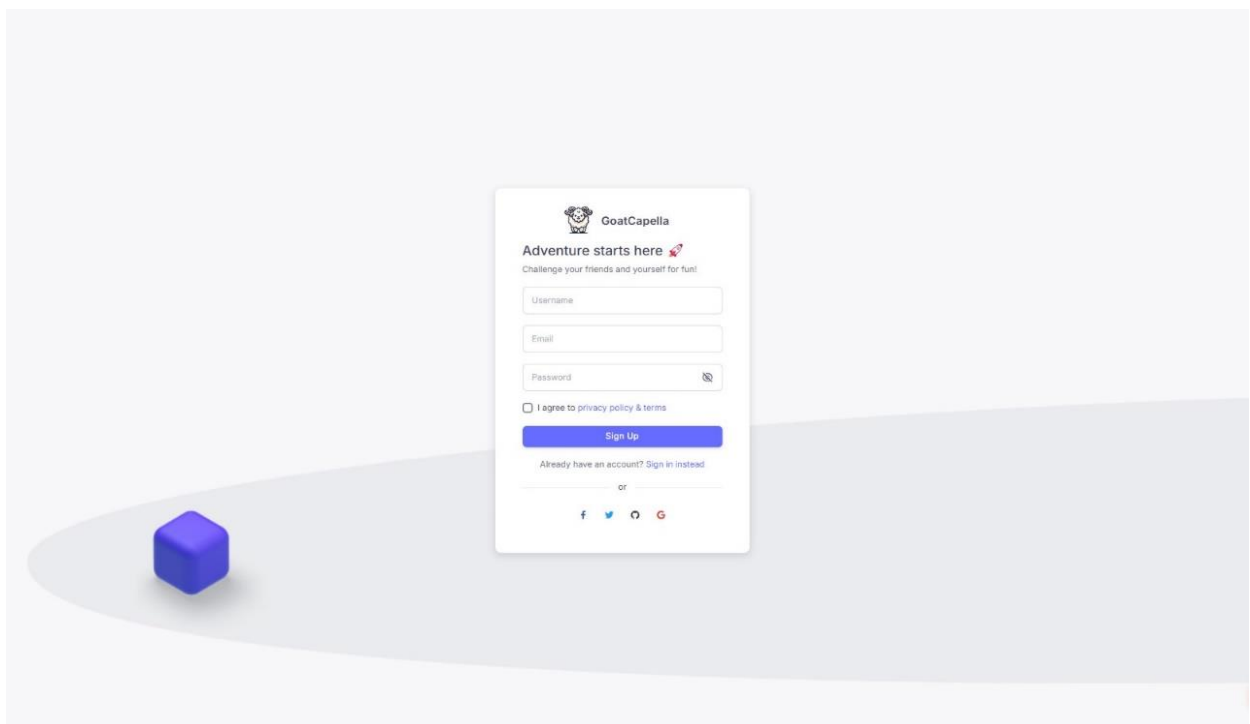 GoatCapella
Adventure starts here 🚀
Challenge your friends and yourself for fun!
Username
Email
Password
I agree to privacy policy & terms
Sign Up
Already have an account? Sign in instead
or